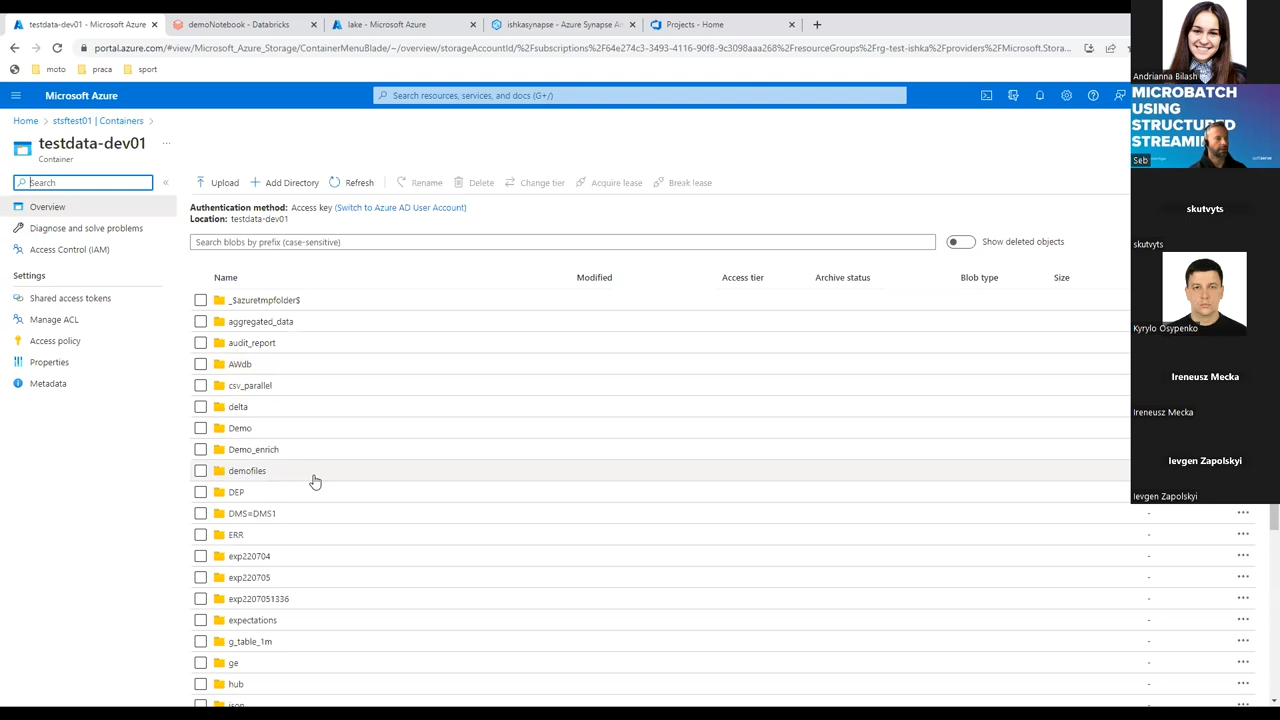 testdata-dev01 - Microsoft Azure
demoNotebook - Databricks
lake - Microsoft Azure
ishkasynapse - Azure Synapse An
Projects - Home
moto
praca
sport
Microsoft Azure
Search resources, services, and docs (G+/)
Home > stsftest01 | Containers >
testdata-dev01
...
Container
Search
«
Overview
Diagnose and solve problems
Access Control (IAM)
Settings
Shared access tokens
Manage ACL
Access policy
Properties
Metadata
Upload
Add Directory
Refresh
Rename
Delete
Change tier
Acquire lease
Break lease
Authentication method: Access key (Switch to Azure AD User Account)
Location: testdata-dev01
Search blobs by prefix (case-sensitive)
Show deleted objects
Name Modified Access tier Archive status Blob type Size
_$azuretmpfolder$
aggregated_data
audit_report
AWdb
csv_parallel
delta
Demo
Demo_enrich
demofiles
DEP
DMS=DMS1
ERR
exp220704
exp220705
exp2207051336
expectations
g_table_1m
ge
hub
json
Andrianna Bilash
MICROBATCH
USING
STRUCTURED
STREAMING
Seb
skutvyts
skutvyts
Kyrylo Osypenko
Ireneusz Mecka
Ireneusz Mecka
Ievgen Zapolskyi
Ievgen Zapolskyi